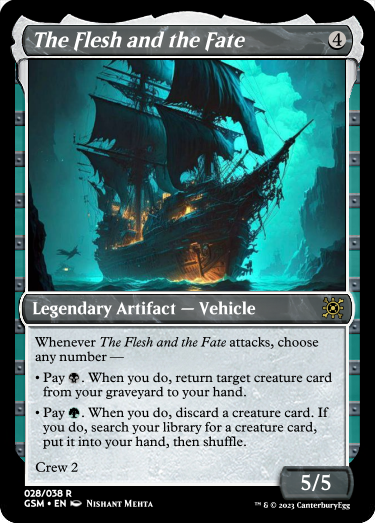 The Flesh and the Fate 4
Legendary Artifact — Vehicle
Whenever The Flesh and the Fate attacks, choose
any number —
• Pay . When you do, return target creature card
from your graveyard to your hand.
• Pay . When you do, discard a creature card. If
you do, search your library for a creature card,
put it into your hand, then shuffle.
Crew 2
5/5
028/038 R
GSM • EN Nishant Mehta
™ & © 2023 CanterburyEgg